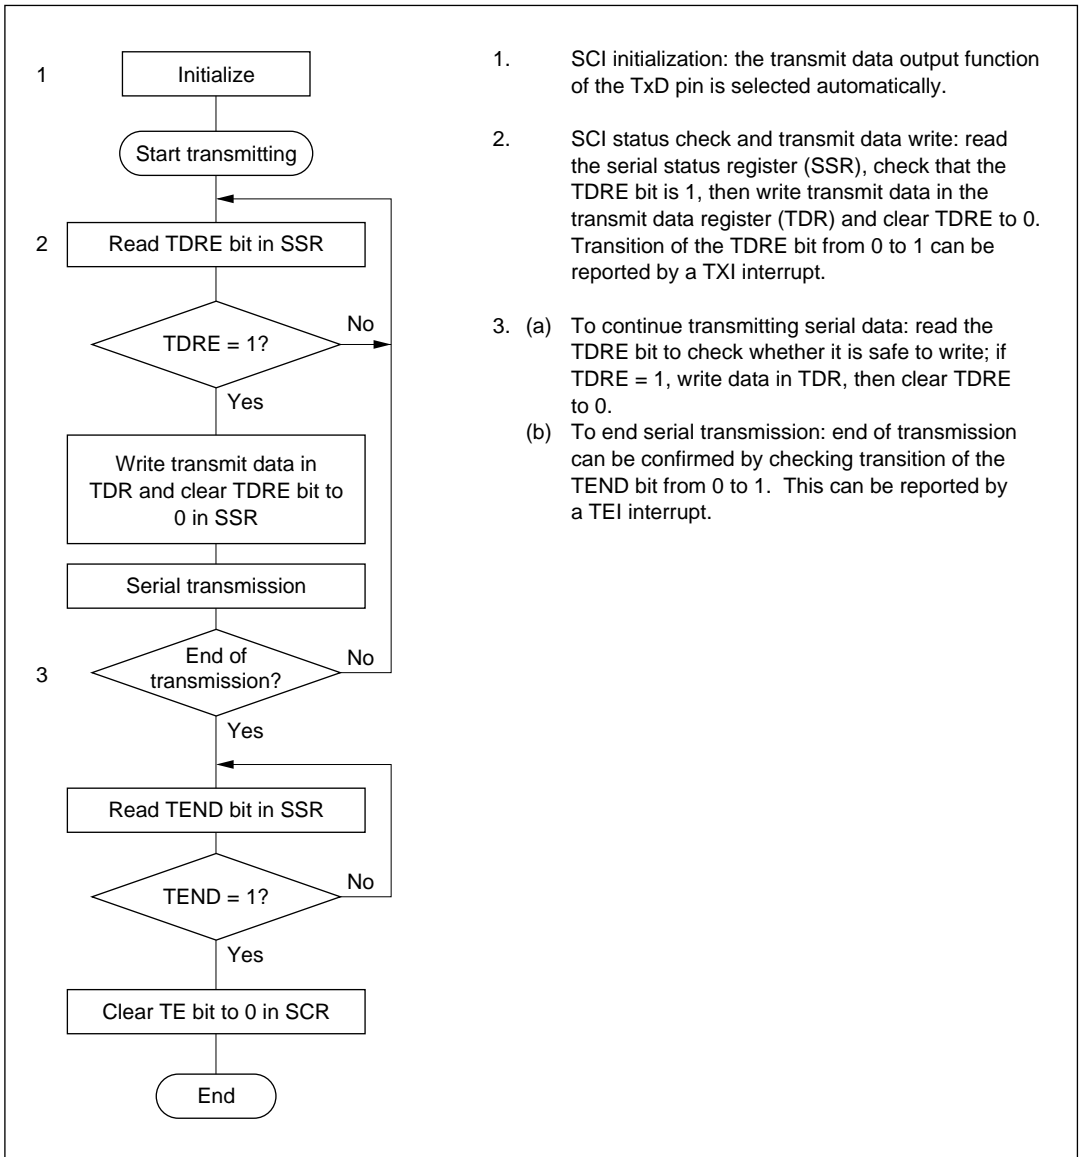 1
Initialize
Start transmitting
2
Read TDRE bit in SSR
TDRE = 1?
No
Yes
Write transmit data in
TDR and clear TDRE bit to
0 in SSR
Serial transmission
3
End of
transmission?
No
Yes
Read TEND bit in SSR
TEND = 1?
No
Yes
Clear TE bit to 0 in SCR
End
1. SCI initialization: the transmit data output function
of the TxD pin is selected automatically.
2. SCI status check and transmit data write: read
the serial status register (SSR), check that the
TDRE bit is 1, then write transmit data in the
transmit data register (TDR) and clear TDRE to 0.
Transition of the TDRE bit from 0 to 1 can be
reported by a TXI interrupt.
3. (a) To continue transmitting serial data: read the
TDRE bit to check whether it is safe to write; if
TDRE = 1, write data in TDR, then clear TDRE
to 0.
(b) To end serial transmission: end of transmission
can be confirmed by checking transition of the
TEND bit from 0 to 1. This can be reported by
a TEI interrupt.